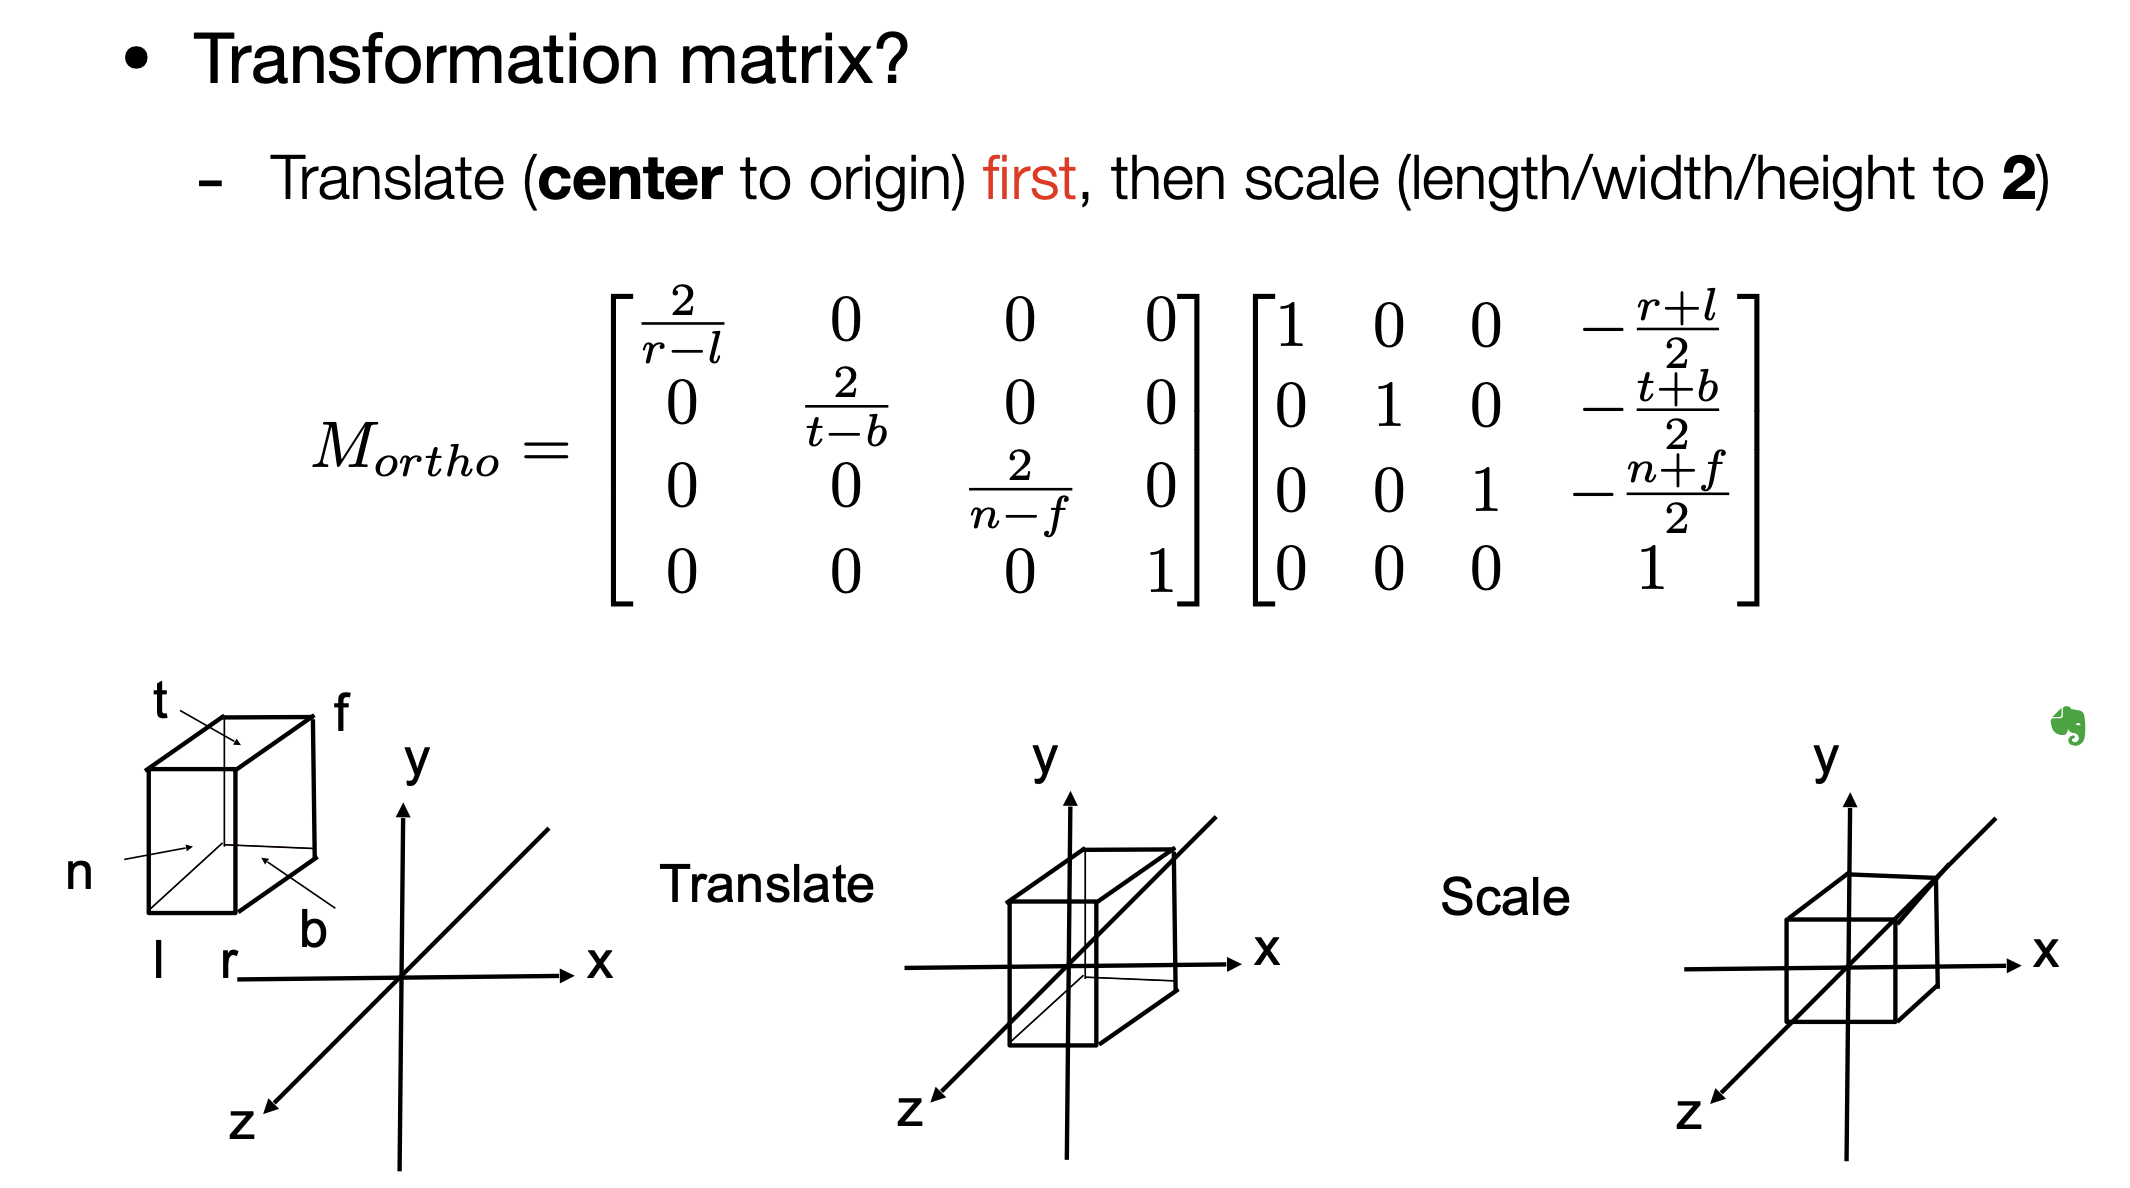 • Transformation matrix?
- Translate (center to origin) first, then scale (length/width/height to 2)
M_{ortho} = \begin{bmatrix} \frac{2}{r-l} & 0 & 0 & 0 \\ 0 & \frac{2}{t-b} & 0 & 0 \\ 0 & 0 & \frac{2}{n-f} & 0 \\ 0 & 0 & 0 & 1 \end{bmatrix} \begin{bmatrix} 1 & 0 & 0 & -\frac{r+l}{2} \\ 0 & 1 & 0 & -\frac{t+b}{2} \\ 0 & 0 & 1 & -\frac{n+f}{2} \\ 0 & 0 & 0 & 1 \end{bmatrix}
t
f
n
b
l
r
y
x
z
Translate
y
x
z
Scale
y
x
z